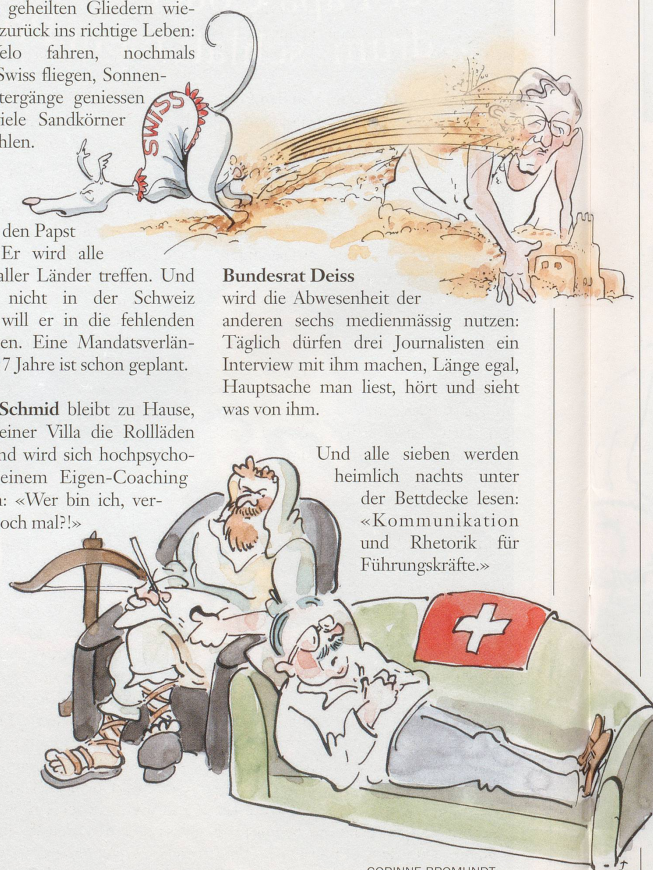 geheilten Gliedern wie-
zurück ins richtige Leben:
elo fahren, nochmals
Swiss fliegen, Sonnen-
tergänge geniessen
iele Sandkörner
hlen.
SWISS
den Papst
Er wird alle
aller Länder treffen. Und
nicht in der Schweiz
will er in die fehlenden
en. Eine Mandatsverlän-
7 Jahre ist schon geplant.
Schmid bleibt zu Hause,
einer Villa die Rollläden
nd wird sich hochpsycho-
einem Eigen-Coaching
n: «Wer bin ich, ver-
och mal?!»
Bundesrat Deiss
wird die Abwesenheit der
anderen sechs medienmässig nutzen:
Täglich dürfen drei Journalisten ein
Interview mit ihm machen, Länge egal,
Hauptsache man liest, hört und sieht
was von ihm.
Und alle sieben werden
heimlich nachts unter
der Bettdecke lesen:
«Kommunikation
und Rhetorik für
Führungskräfte.»
CORINNE BROMUNDT